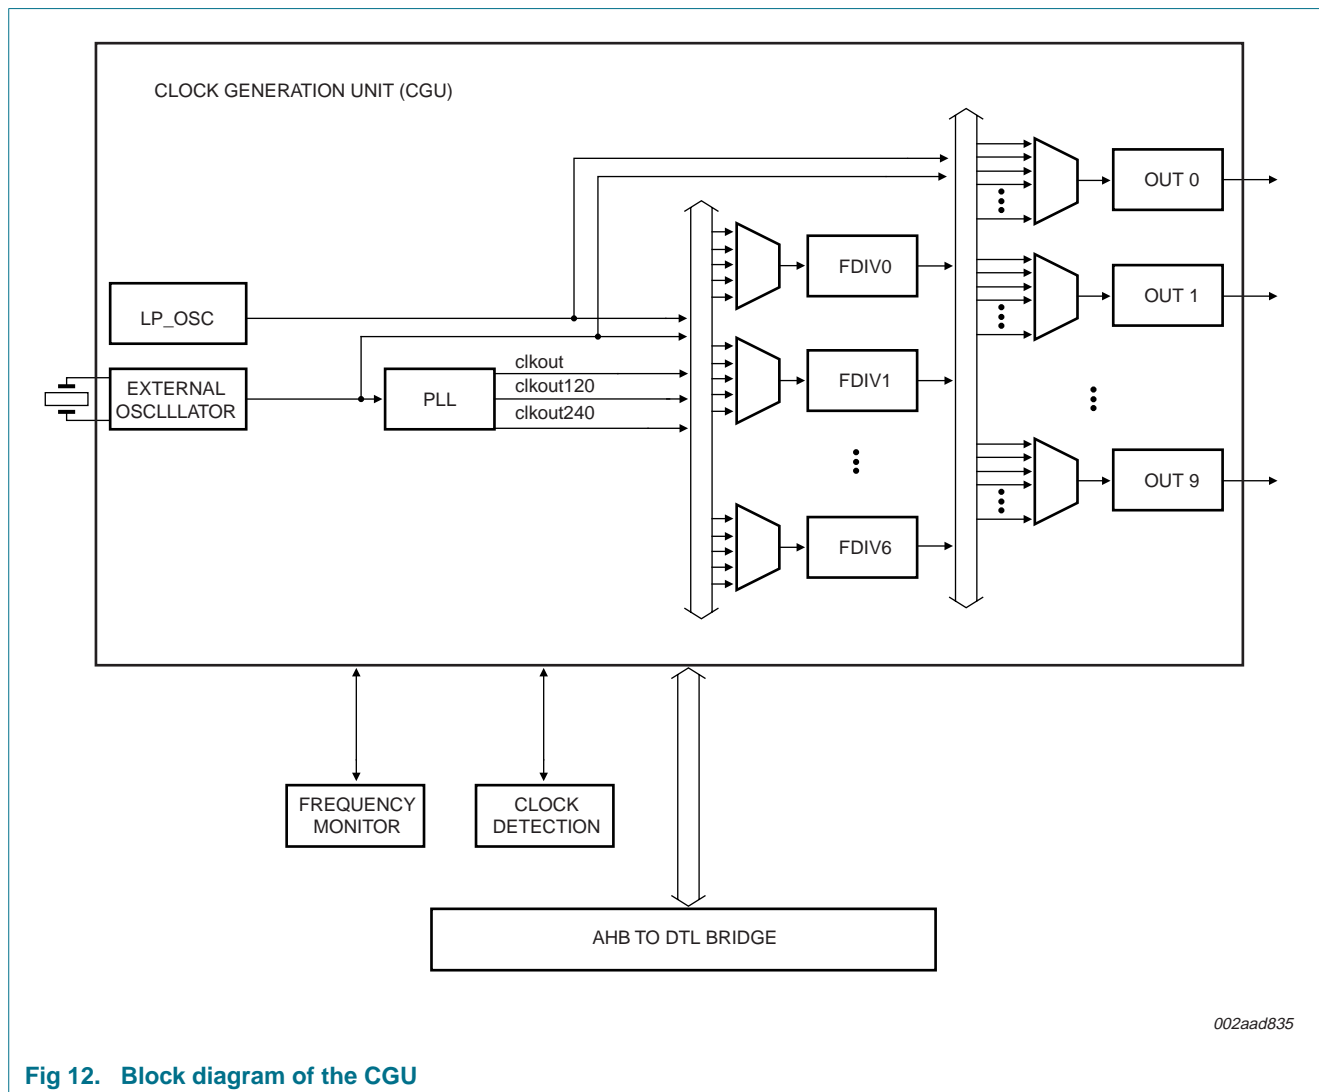 CLOCK GENERATION UNIT (CGU)
OUT 0
FDIV0
OUT 1
LP_OSC
EXTERNAL
OSCLLLATOR
PLL
clkout
clkout120
clkout240
FDIV1
OUT 9
FDIV6
FREQUENCY
MONITOR
CLOCK
DETECTION
AHB TO DTL BRIDGE
002aad835
Fig 12. Block diagram of the CGU